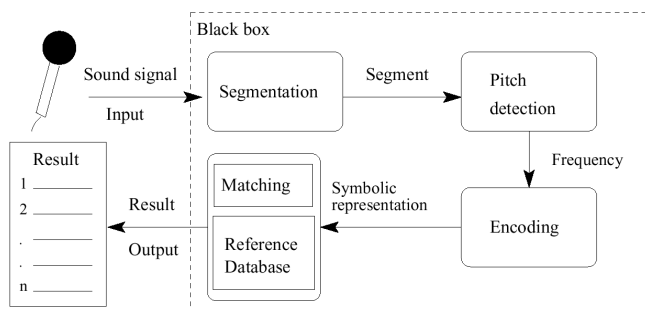 Black box
Sound signal
Input
Segmentation
Segment
Pitch
detection
Frequency
Encoding
Symbolic
representation
Matching
Reference
Database
Result
Output
Result
1
2
.
.
n